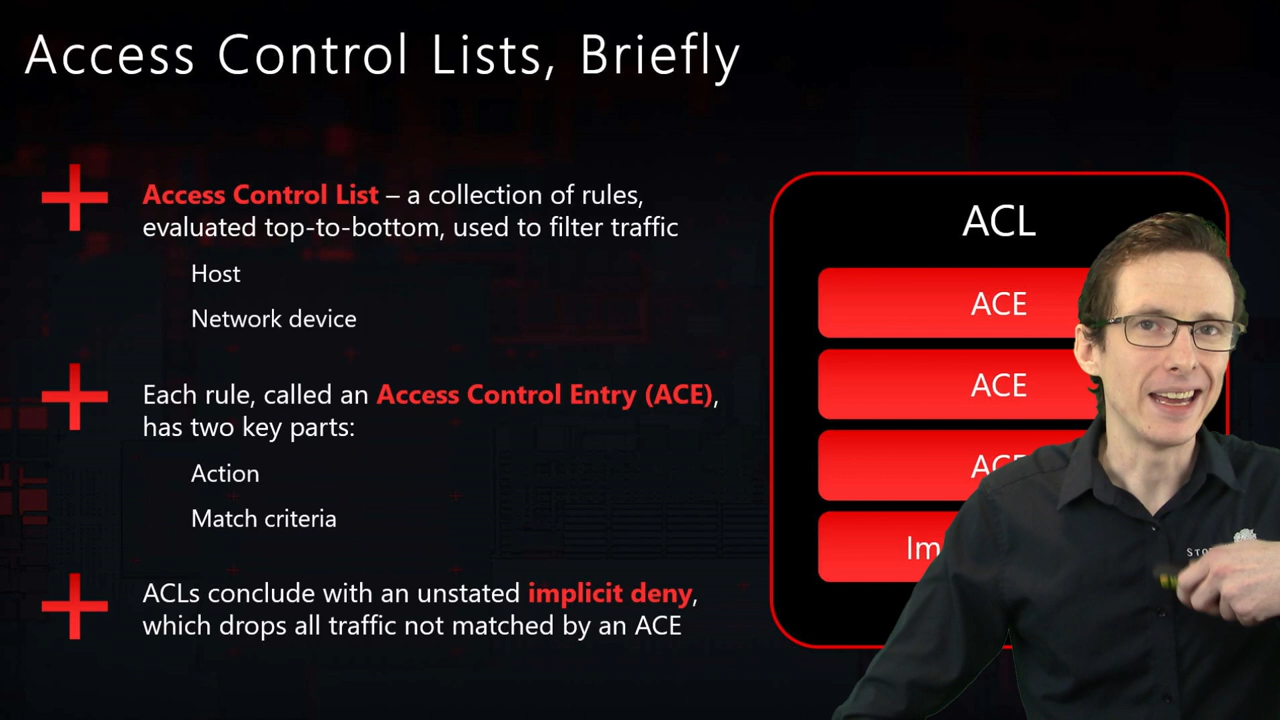 Access Control Lists, Briefly
Access Control List – a collection of rules,
evaluated top-to-bottom, used to filter traffic
Host
Network device
Each rule, called an Access Control Entry (ACE),
has two key parts:
Action
Match criteria
ACLs conclude with an unstated implicit deny,
which drops all traffic not matched by an ACE
ACL
ACE
ACE